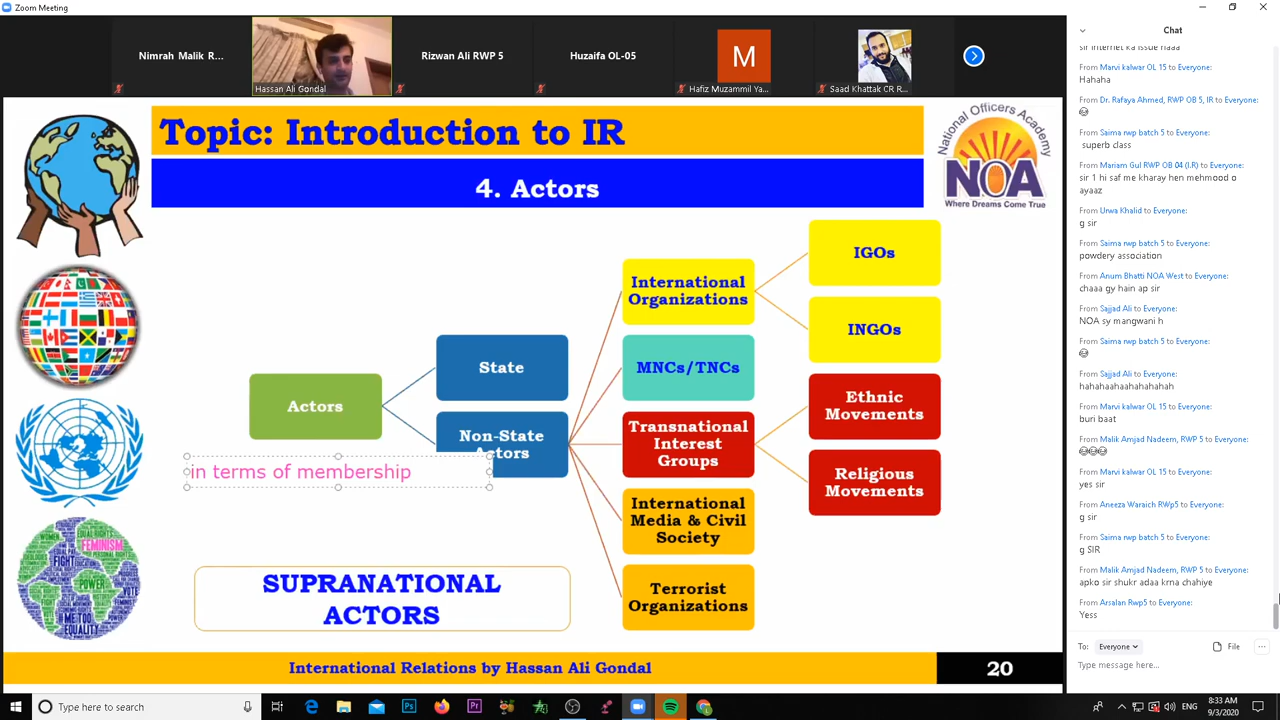 Zoom Meeting
Nimrah Malik R...
Hassan Ali Gondal
Rizwan Ali RWP 5
Huzaifa OL-05
M
Hafiz Muzammil Ya...
Saad Khattak CR R...
Topic: Introduction to IR
4. Actors
National Officers Academy
NOA
Where Dreams Come True
Actors
State
Non-State
Actors
in terms of membership
International
Organizations
MNCs/TNCs
Transnational
Interest
Groups
International
Media & Civil
Society
Terrorist
Organizations
IGOs
INGOs
Ethnic
Movements
Religious
Movements
SUPRANATIONAL
ACTORS
FEMINISM
FIGHT
POWER
METOO
EQUALITY
International Relations by Hassan Ali Gondal
20
Chat
sir internet ka issue haaa
From Marvi kalwar OL 15 to Everyone:
Hahaha
From Dr. Rafaya Ahmed, RWP OB 5, IR to Everyone:
😂
From Saima rwp batch 5 to Everyone:
superb class
From Mariam Gul RWP OB 04 (I.R) to Everyone:
sir 1 hi saf me kharay hen mehmood o
ayaaz
From Urwa Khalid to Everyone:
g sir
From Saima rwp batch 5 to Everyone:
powdery association
From Anum Bhatti NOA West to Everyone:
chaaa gy hain ap sir
From Sajjad Ali to Everyone:
NOA sy mangwani h
From Saima rwp batch 5 to Everyone:
😂
From Sajjad Ali to Everyone:
hahahaahaahahahahah
From Marvi kalwar OL 15 to Everyone:
buri baat
From Malik Amjad Nadeem, RWP 5 to Everyone:
😂😂😂
From Marvi kalwar OL 15 to Everyone:
yes sir
From Aneeza Waraich RWp5 to Everyone:
g sir
From Saima rwp batch 5 to Everyone:
g SIR
From Malik Amjad Nadeem, RWP 5 to Everyone:
apko sir shukr adaa krna chahiye
From Arsalan Rwp5 to Everyone:
Yess
To: Everyone
File
Type message here...
Type here to search
ENG
8:33 AM
9/3/2020